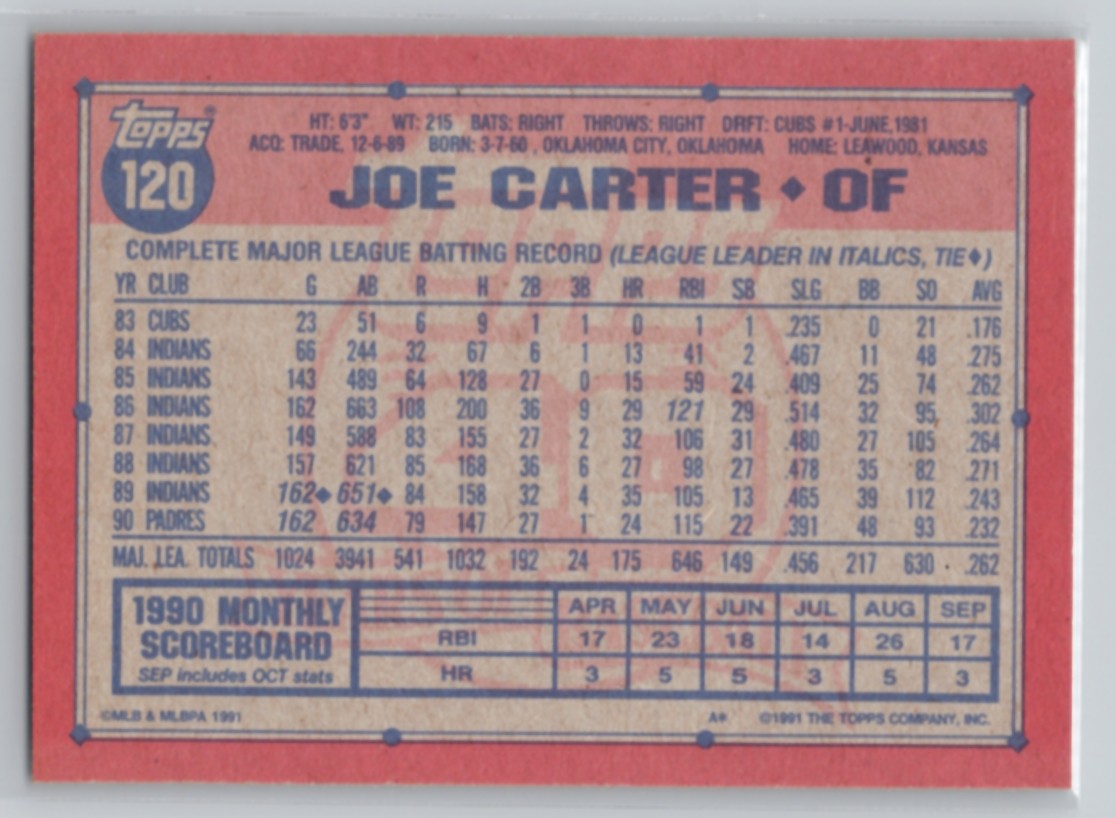 topps®
120
HT: 6'3" WT: 215 BATS: RIGHT THROWS: RIGHT DRFT: CUBS #1-JUNE,1981
ACQ: TRADE, 12-6-89 BORN: 3-7-60 , OKLAHOMA CITY, OKLAHOMA HOME: LEAWOOD, KANSAS
JOE CARTER ♦ OF
COMPLETE MAJOR LEAGUE BATTING RECORD (LEAGUE LEADER IN ITALICS, TIE♦)
YR CLUB G AB R H 2B 3B HR RBI SB SLG BB SO AVG
83 CUBS 23 51 6 9 1 1 0 1 1 .235 0 21 .176
84 INDIANS 66 244 32 67 6 1 13 41 2 .467 11 48 .275
85 INDIANS 143 489 64 128 27 0 15 59 24 .409 25 74 .262
86 INDIANS 162 663 108 200 36 9 29 121 29 .514 32 95 .302
87 INDIANS 149 588 83 155 27 2 32 106 31 .480 27 105 .264
88 INDIANS 157 621 85 168 36 6 27 98 27 .478 35 82 .271
89 INDIANS 162♦ 651♦ 84 158 32 4 35 105 13 .465 39 112 .243
90 PADRES 162 634 79 147 27 1 24 115 22 .391 48 93 .232
MAJ. LEA. TOTALS 1024 3941 541 1032 192 24 175 646 149 .456 217 630 .262
1990 MONTHLY SCOREBOARD
SEP includes OCT stats
APR MAY JUN JUL AUG SEP
RBI 17 23 18 14 26 17
HR 3 5 5 3 5 3
©MLB & MLBPA 1991 A* ©1991 THE TOPPS COMPANY, INC.